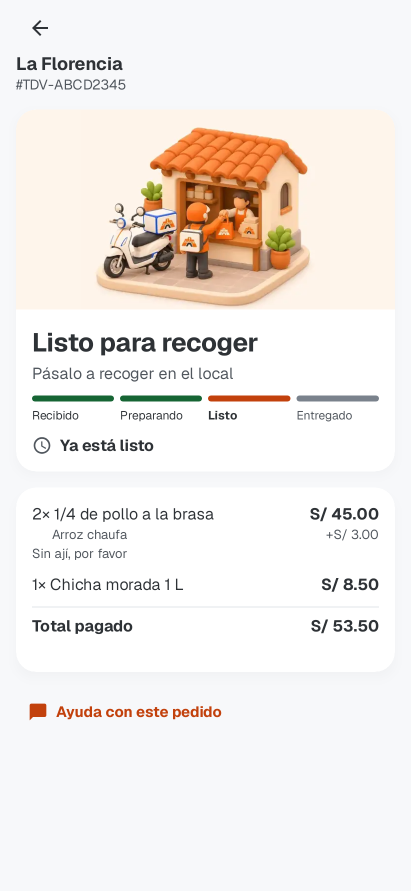 La Florencia
#TDV-ABCD2345
Listo para recoger
Pásalo a recoger en el local
Recibido Preparando Listo Entregado
Ya está listo
2× 1/4 de pollo a la brasa S/ 45.00
Arroz chaufa +S/ 3.00
Sin ají, por favor
1× Chicha morada 1 L S/ 8.50
Total pagado S/ 53.50
Ayuda con este pedido